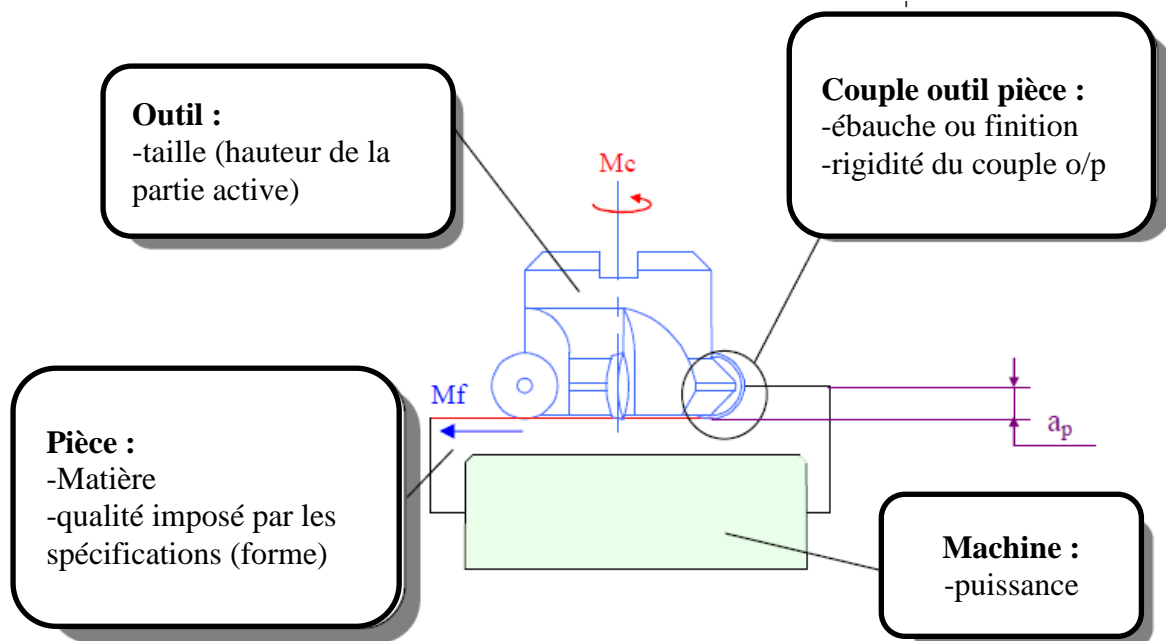 Outil :
-taille (hauteur de la
partie active)
Couple outil pièce :
-ébauche ou finition
-rigidité du couple o/p
Mc
Mf
ap
Pièce :
-Matière
-qualité imposé par les
spécifications (forme)
Machine :
-puissance